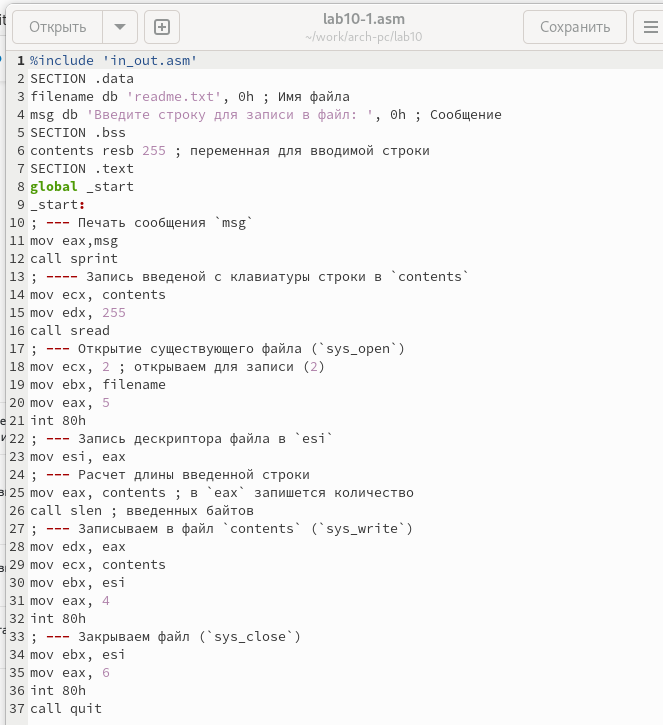 Открыть
lab10-1.asm
~/work/arch-pc/lab10
Сохранить
1 %include 'in_out.asm'
2 SECTION .data
3 filename db 'readme.txt', 0h ; Имя файла
4 msg db 'Введите строку для записи в файл: ', 0h ; Сообщение
5 SECTION .bss
6 contents resb 255 ; переменная для вводимой строки
7 SECTION .text
8 global _start
9 _start:
10 ; --- Печать сообщения `msg`
11 mov eax,msg
12 call sprint
13 ; ---- Запись введеной с клавиатуры строки в `contents`
14 mov ecx, contents
15 mov edx, 255
16 call sread
17 ; --- Открытие существующего файла (`sys_open`)
18 mov ecx, 2 ; открываем для записи (2)
19 mov ebx, filename
20 mov eax, 5
21 int 80h
22 ; --- Запись дескриптора файла в `esi`
23 mov esi, eax
24 ; --- Расчет длины введенной строки
25 mov eax, contents ; в `eax` запишется количество
26 call slen ; введенных байтов
27 ; --- Записываем в файл `contents` (`sys_write`)
28 mov edx, eax
29 mov ecx, contents
30 mov ebx, esi
31 mov eax, 4
32 int 80h
33 ; --- Закрываем файл (`sys_close`)
34 mov ebx, esi
35 mov eax, 6
36 int 80h
37 call quit